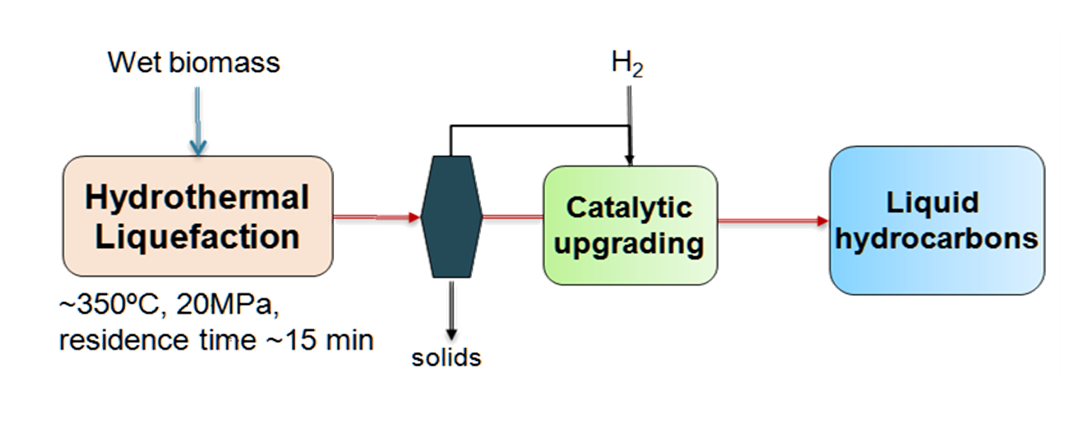 Wet biomass
H₂
Hydrothermal
Liquefaction
Catalytic
upgrading
Liquid
hydrocarbons
~350ºC, 20MPa,
residence time ~15 min
solids